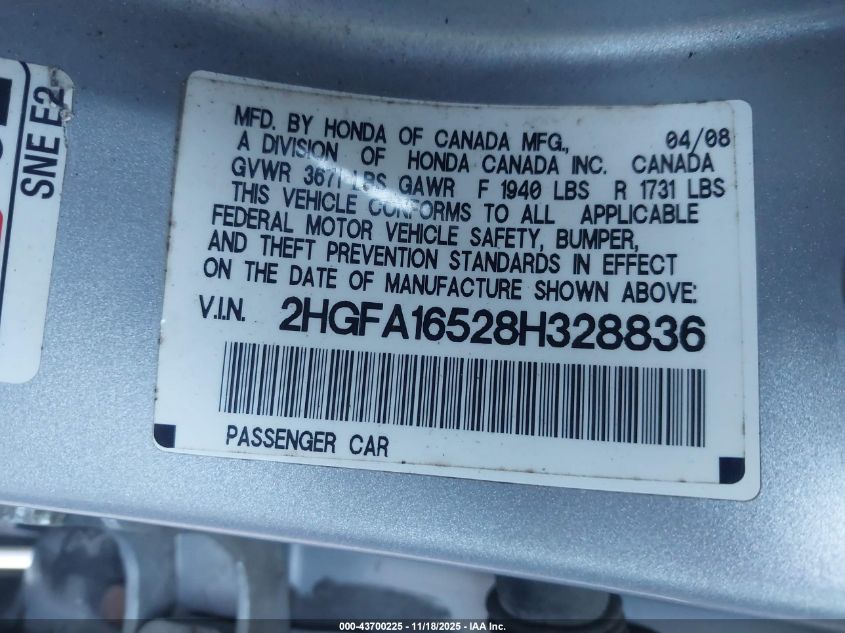 SNE E2
MFD. BY HONDA OF CANADA MFG., 04/08
A DIVISION OF HONDA CANADA INC. CANADA
GVWR 3671 LBS GAWR F 1940 LBS R 1731 LBS
THIS VEHICLE CONFORMS TO ALL APPLICABLE
FEDERAL MOTOR VEHICLE SAFETY, BUMPER,
AND THEFT PREVENTION STANDARDS IN EFFECT
ON THE DATE OF MANUFACTURE SHOWN ABOVE:
V.I.N. 2HGFA16528H328836
PASSENGER CAR
000-43700225 - 11/18/2025 - IAA Inc.